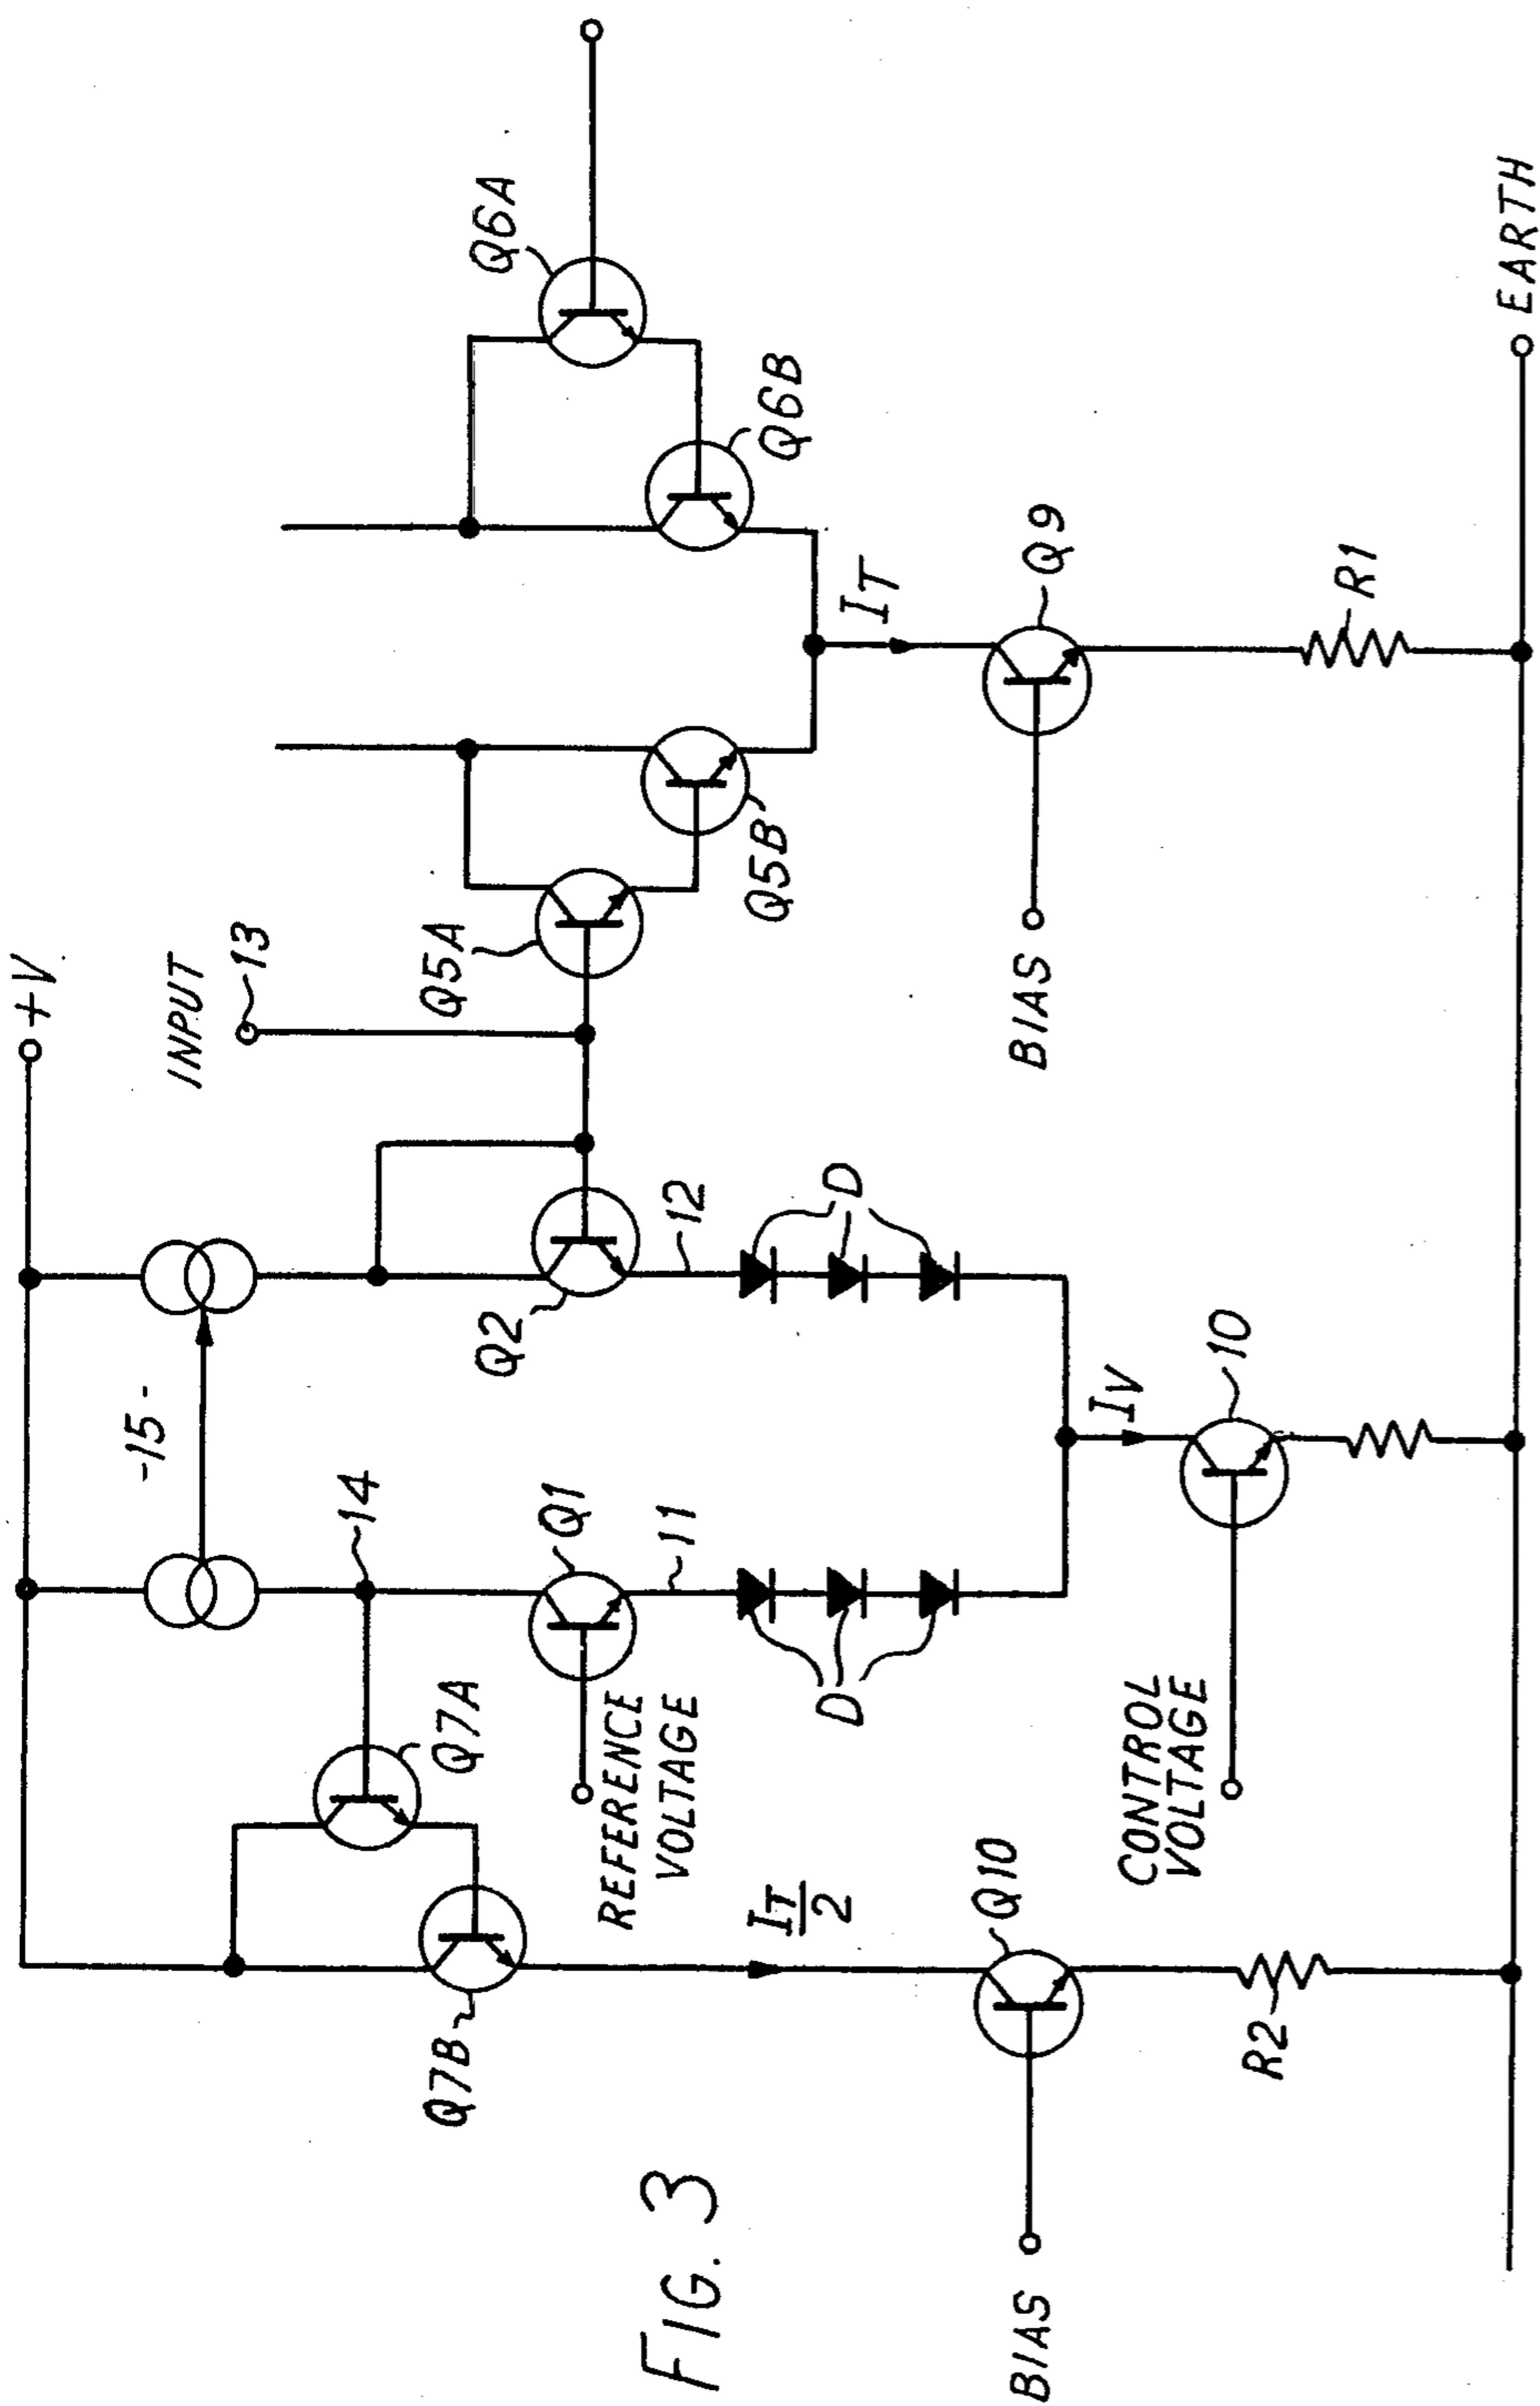 +V
INPUT
13
-15-
14
Q7A
Q7B
Q1
REFERENCE
VOLTAGE
11
D
Q2
12
D
Q5A
Q5B
Q6A
Q6B
IT
IT/2
IV
Q10
BIAS
R2
CONTROL
VOLTAGE
10
BIAS
Q9
R1
EARTH
FIG. 3